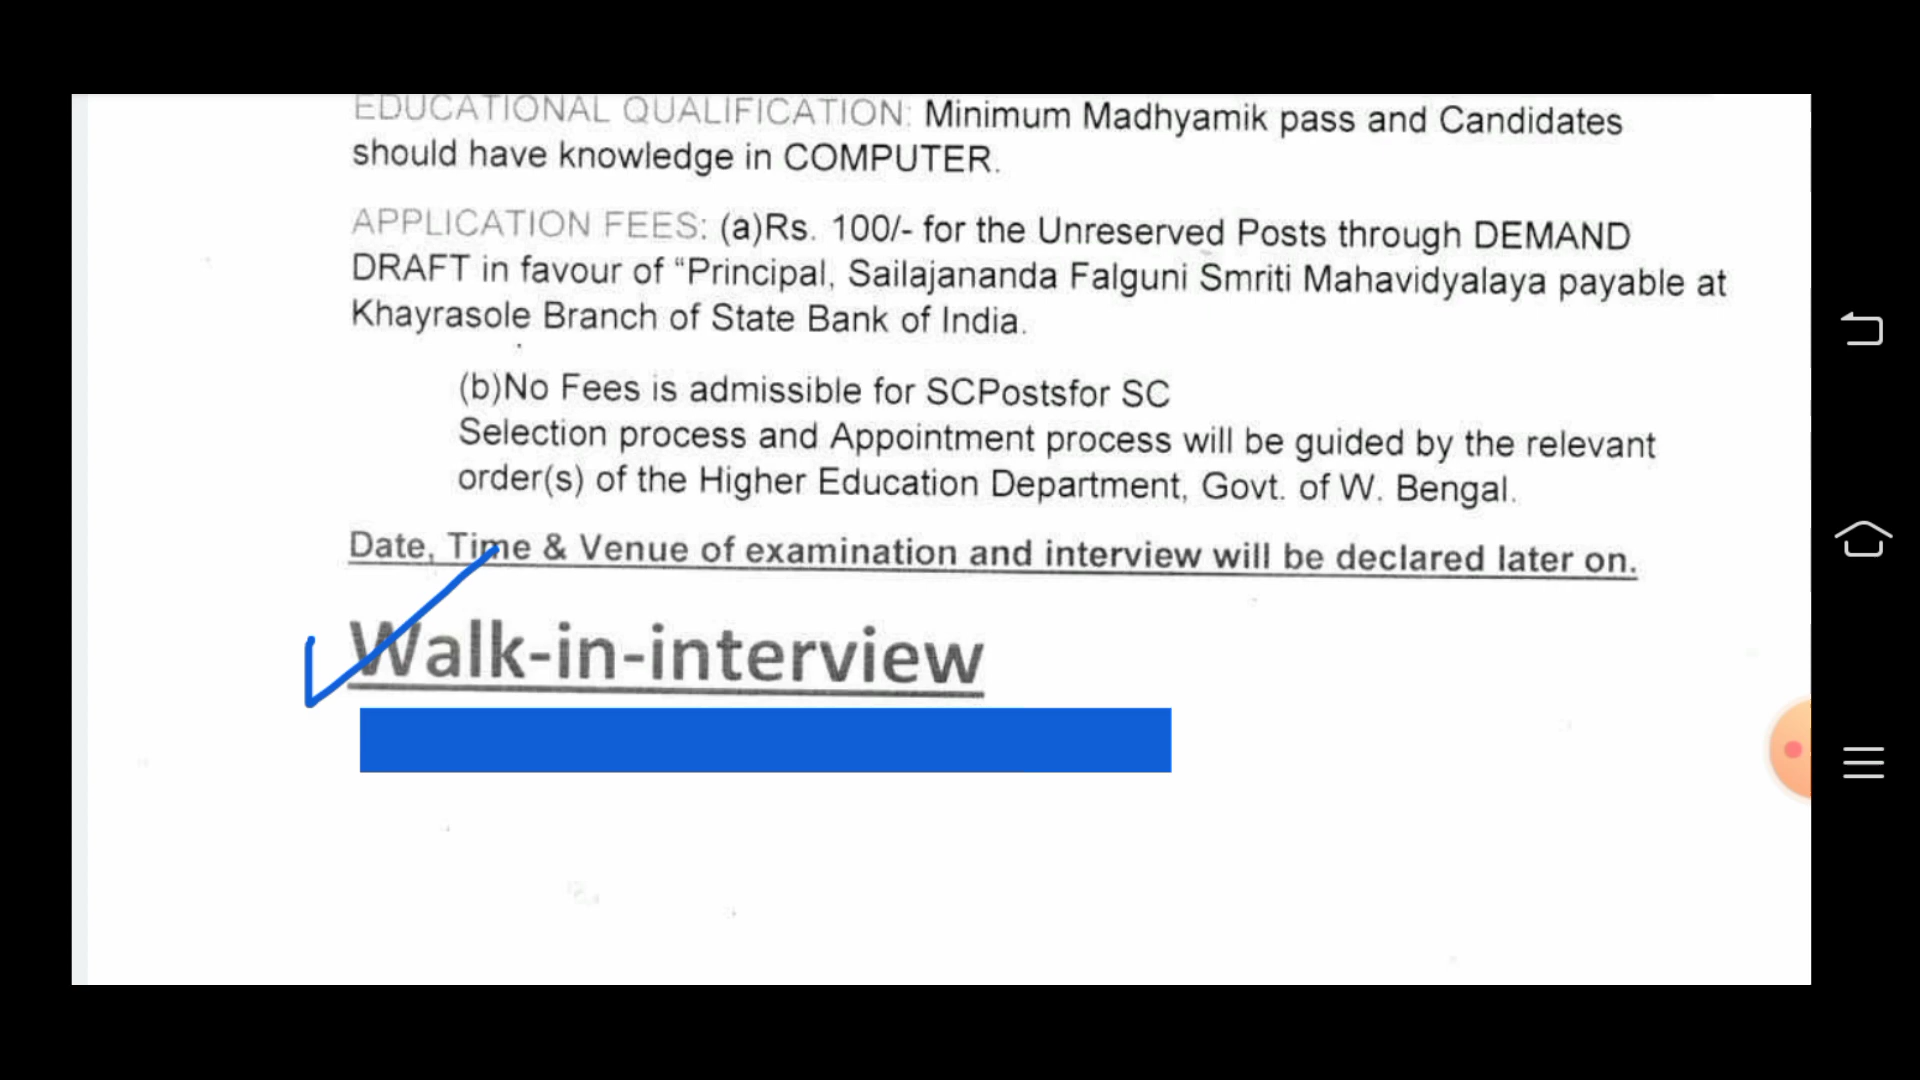 EDUCATIONAL QUALIFICATION: Minimum Madhyamik pass and Candidates
should have knowledge in COMPUTER.
APPLICATION FEES: (a)Rs. 100/- for the Unreserved Posts through DEMAND
DRAFT in favour of “Principal, Sailajananda Falguni Smriti Mahavidyalaya payable at
Khayrasole Branch of State Bank of India.
(b)No Fees is admissible for SCPostsfor SC
Selection process and Appointment process will be guided by the relevant
order(s) of the Higher Education Department, Govt. of W. Bengal.
Date, Time & Venue of examination and interview will be declared later on.
Walk-in-interview